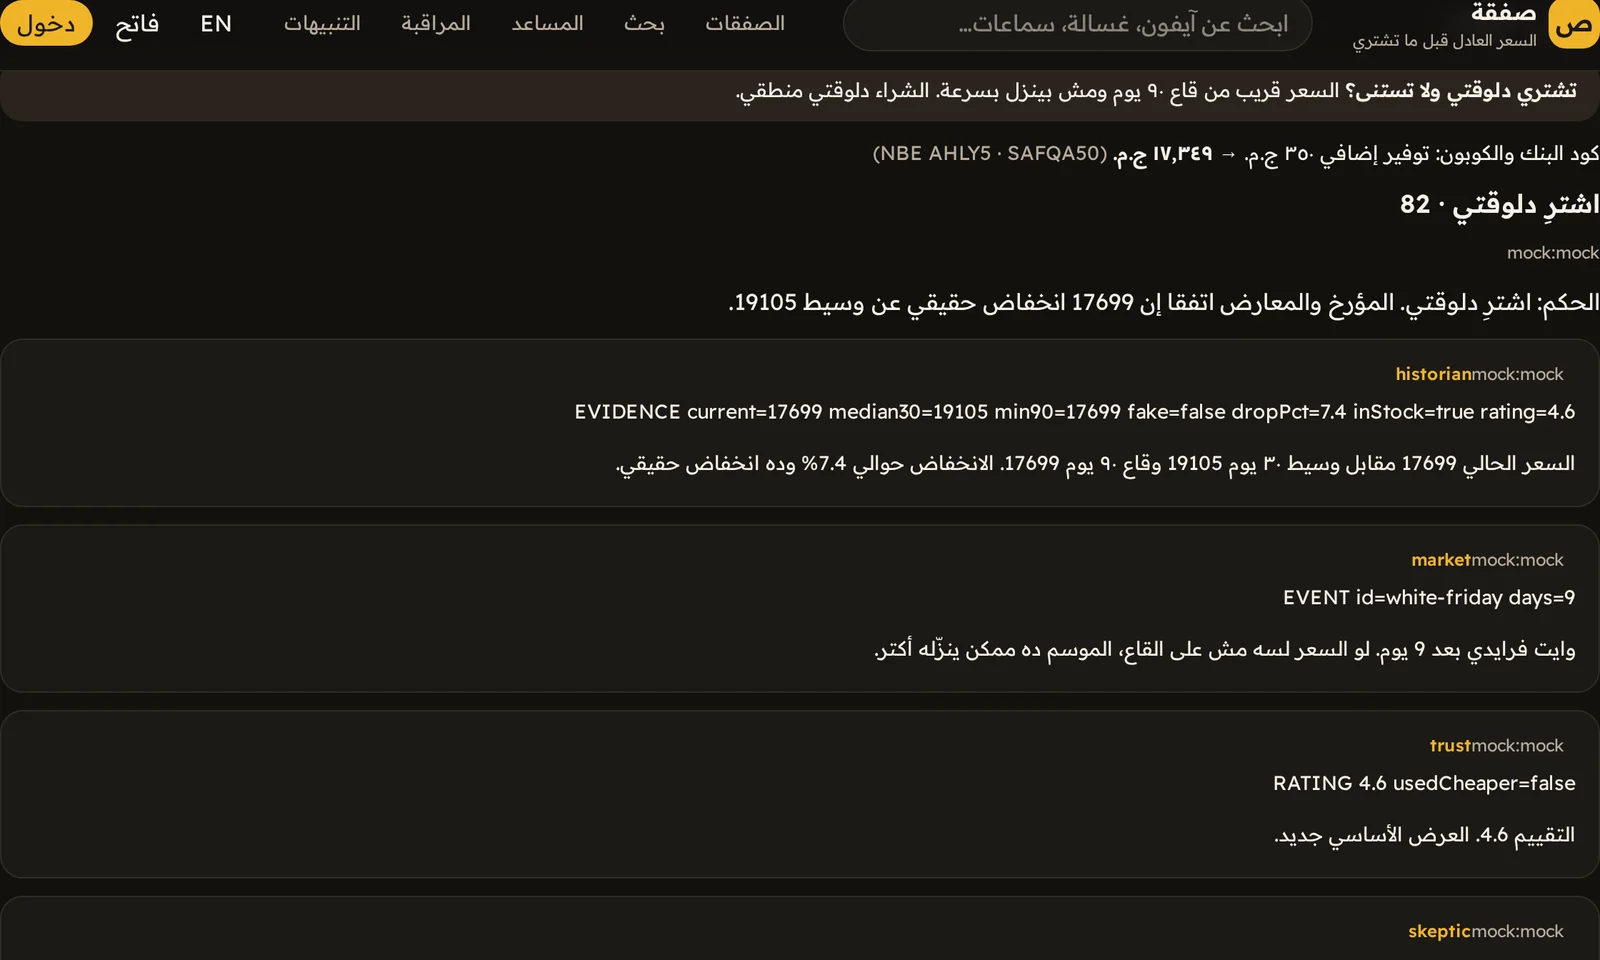 ص
صفقة
السعر العادل قبل ما تشتري
ابحث عن آيفون، غسالة، سماعات...
الصفقات
بحث
المساعد
المراقبة
التنبيهات
EN
فاتح
دخول
تشتري دلوقتي ولا تستنى؟ السعر قريب من قاع ٩٠ يوم ومش بينزل بسرعة. الشراء دلوقتي منطقي.
كود البنك والكوبون: توفير إضافي ٣٥٠ ج.م. → ١٧,٣٤٩ ج.م. (NBE AHLY5 · SAFQA50)
اشترِ دلوقتي · 82
mock:mock
الحكم: اشترِ دلوقتي. المؤرخ والمعارض اتفقا إن 17699 انخفاض حقيقي عن وسيط 19105.
historianmock:mock
EVIDENCE current=17699 median30=19105 min90=17699 fake=false dropPct=7.4 inStock=true rating=4.6
السعر الحالي 17699 مقابل وسيط ٣٠ يوم 19105 وقاع ٩٠ يوم 17699. الانخفاض حوالي 7.4% وده انخفاض حقيقي.
marketmock:mock
EVENT id=white-friday days=9
وايت فرايدي بعد 9 يوم. لو السعر لسه مش على القاع، الموسم ده ممكن ينزّله أكتر.
trustmock:mock
RATING 4.6 usedCheaper=false
التقييم 4.6. العرض الأساسي جديد.
skepticmock:mock